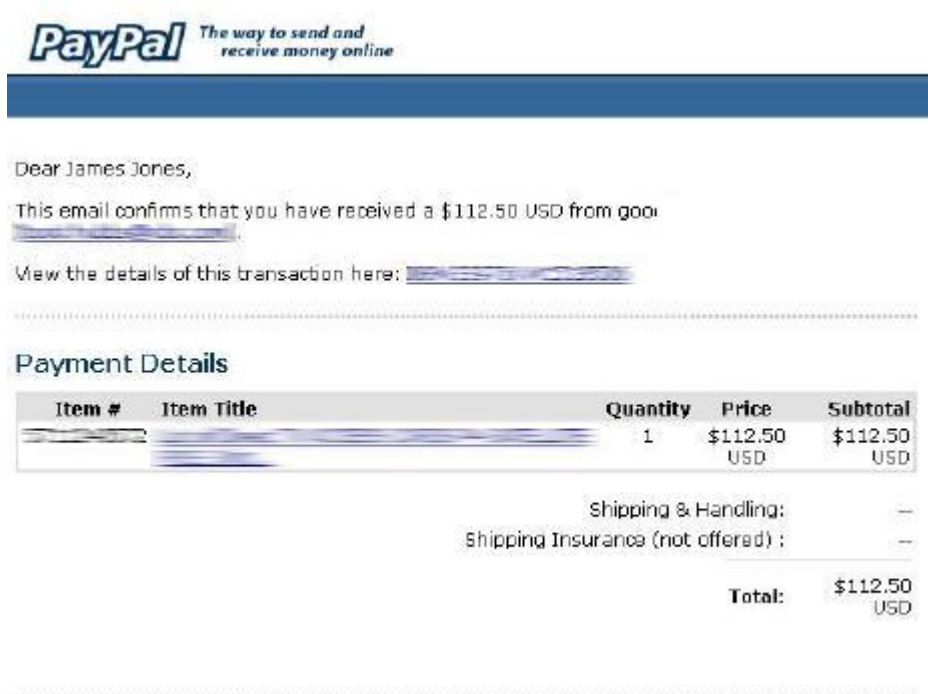 PayPal The way to send and
receive money online
Dear James Jones,
This email confirms that you have received a $112.50 USD from
View the details of this transaction here:
Payment Details
Item # Item Title Quantity Price Subtotal
1 $112.50 $112.50
USD USD
Shipping & Handling: --
Shipping Insurance (not offered) : --
Total: $112.50
USD